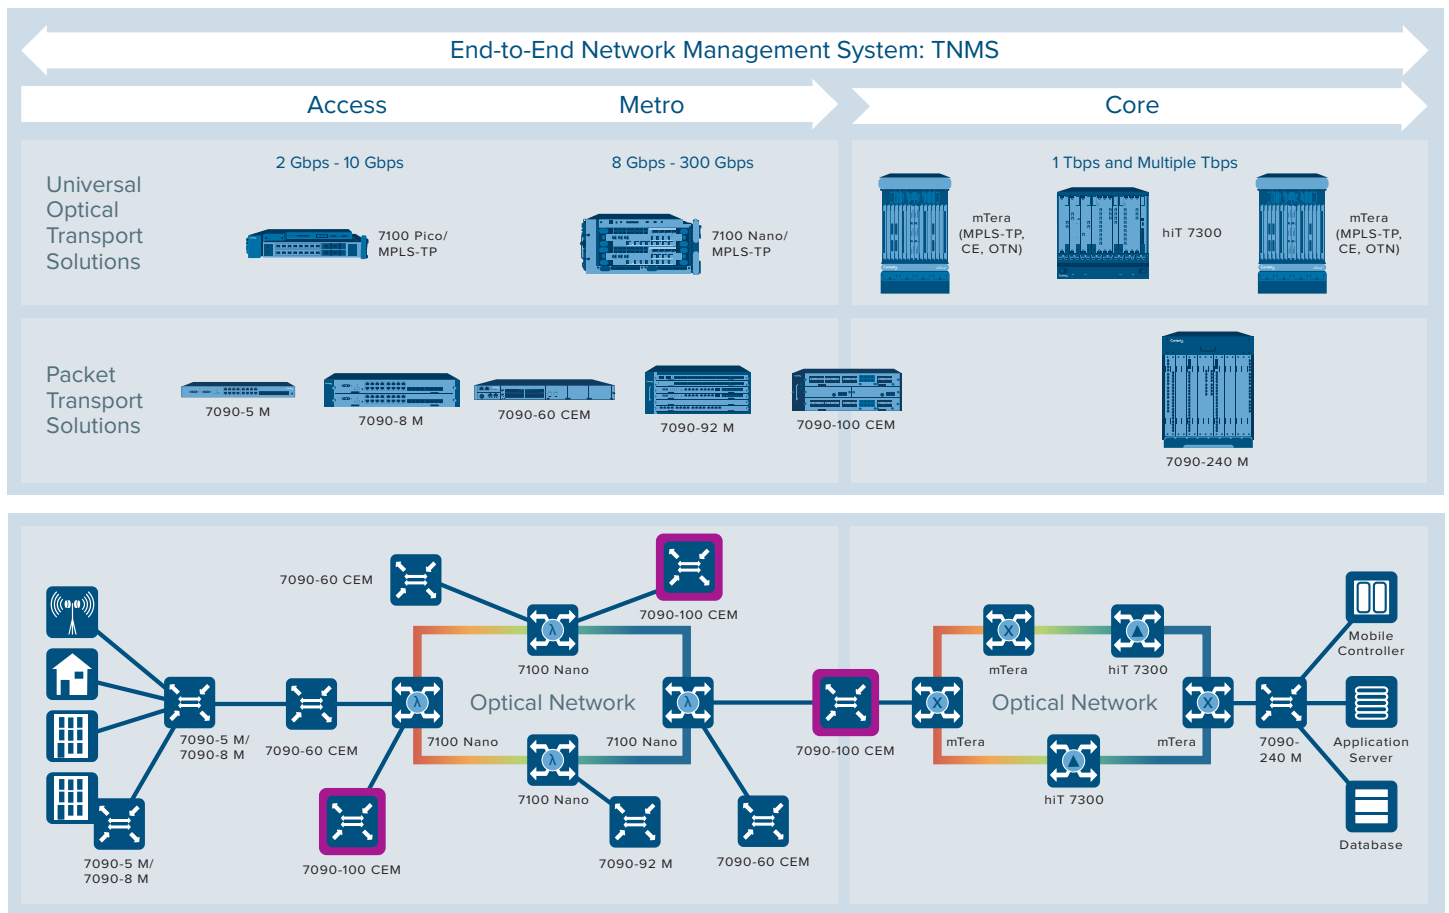 End-to-End Network Management System: TNMS
Access
Metro
Core
Universal
Optical
Transport
Solutions
2 Gbps - 10 Gbps
8 Gbps - 300 Gbps
1 Tbps and Multiple Tbps
7100 Pico/
MPLS-TP
7100 Nano/
MPLS-TP
mTera
(MPLS-TP,
CE, OTN)
hiT 7300
mTera
(MPLS-TP,
CE, OTN)
Packet
Transport
Solutions
7090-5 M
7090-8 M
7090-60 CEM
7090-92 M
7090-100 CEM
7090-240 M
7090-60 CEM
7090-100 CEM
7100 Nano
Optical Network
7090-5 M/
7090-8 M
7090-60 CEM
7100 Nano
7100 Nano
7100 Nano
7090-5 M/
7090-8 M
7090-100 CEM
7090-92 M
7090-60 CEM
7090-100 CEM
λ
λ
λ
λ
X
X
X
mTera
hiT 7300
Optical Network
mTera
mTera
hiT 7300
7090-
240 M
Mobile
Controller
Application
Server
Database